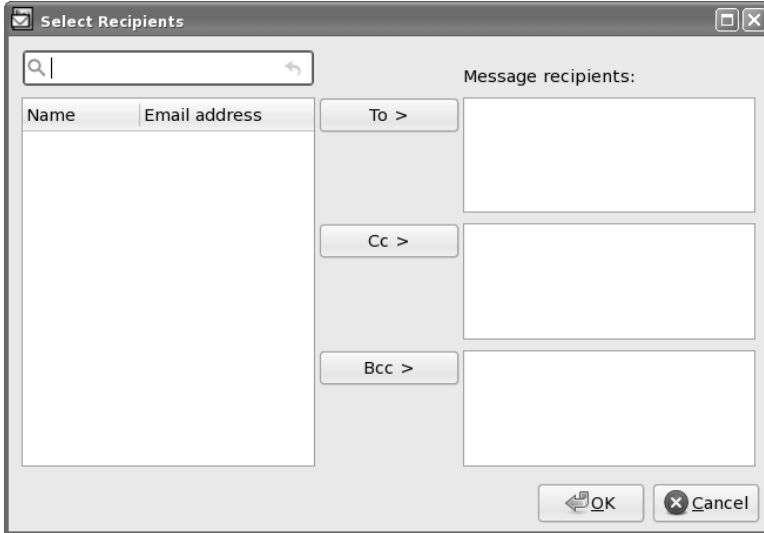 Select Recipients
Message recipients:
Name Email address
To >
Cc >
Bcc >
OK
Cancel